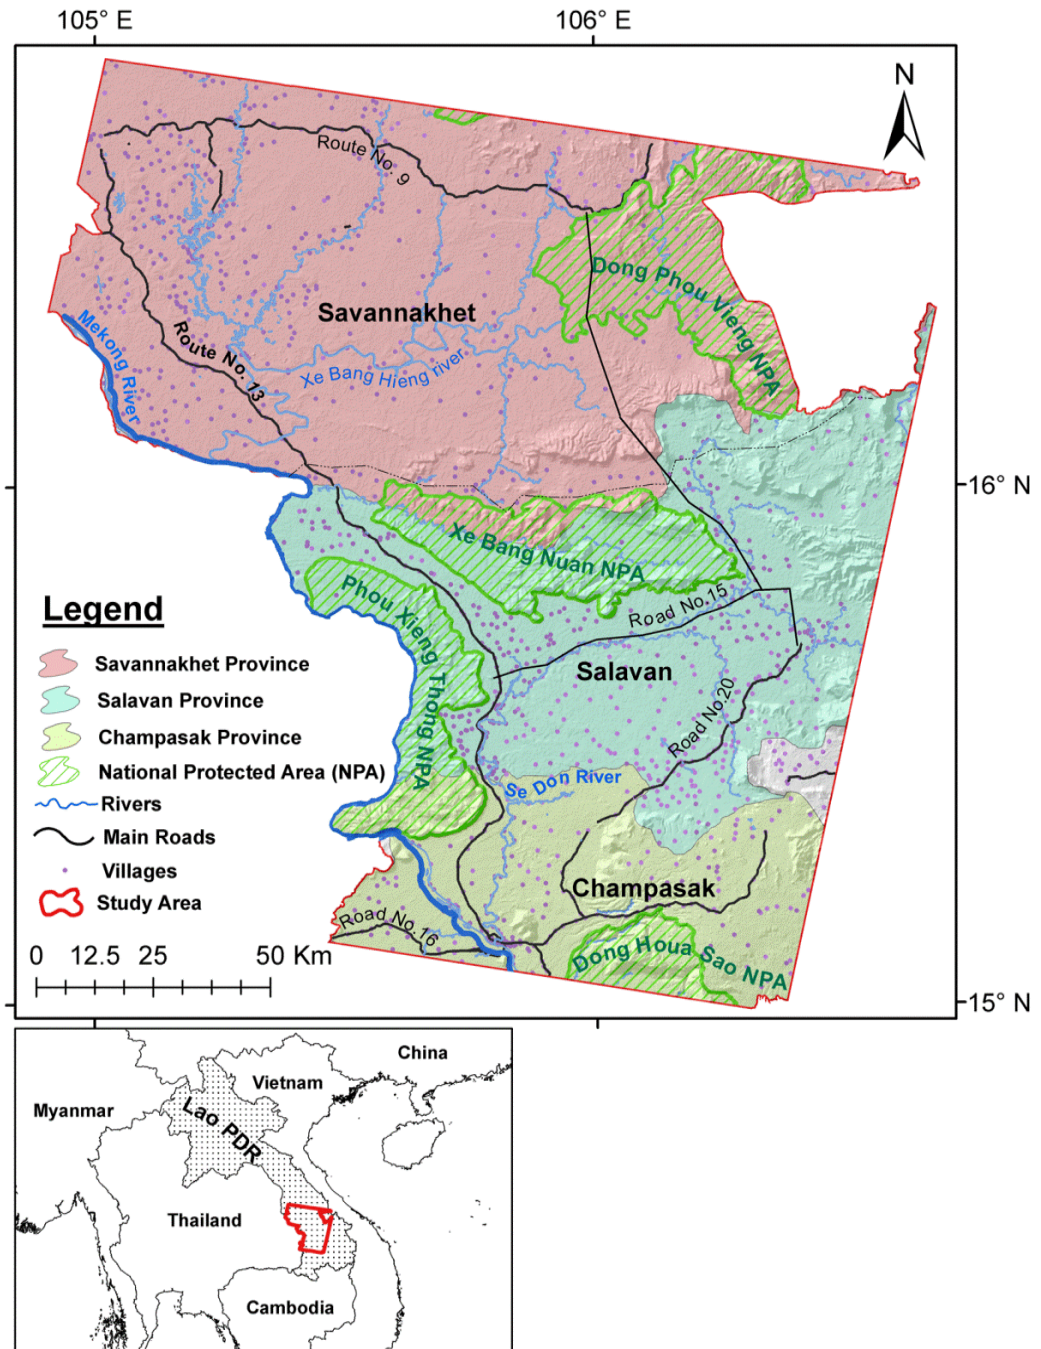 105° E
106° E
N
Route No. 9
Dong Phou Vieng NPA
Savannakhet
Mekong River
Route No. 13
Xe Bang Hieng river
16° N
Xe Bang Nuan NPA
Phou Xieng Thong NPA
Road No.15
Legend
Savannakhet Province
Salavan Province
Champasak Province
National Protected Area (NPA)
Rivers
Main Roads
Villages
Study Area
Salavan
Road No.20
Se Don River
Champasak
Road No.16
Dong Houa Sao NPA
0 12.5 25 50 Km
15° N
China
Vietnam
Myanmar
Lao PDR
Thailand
Cambodia